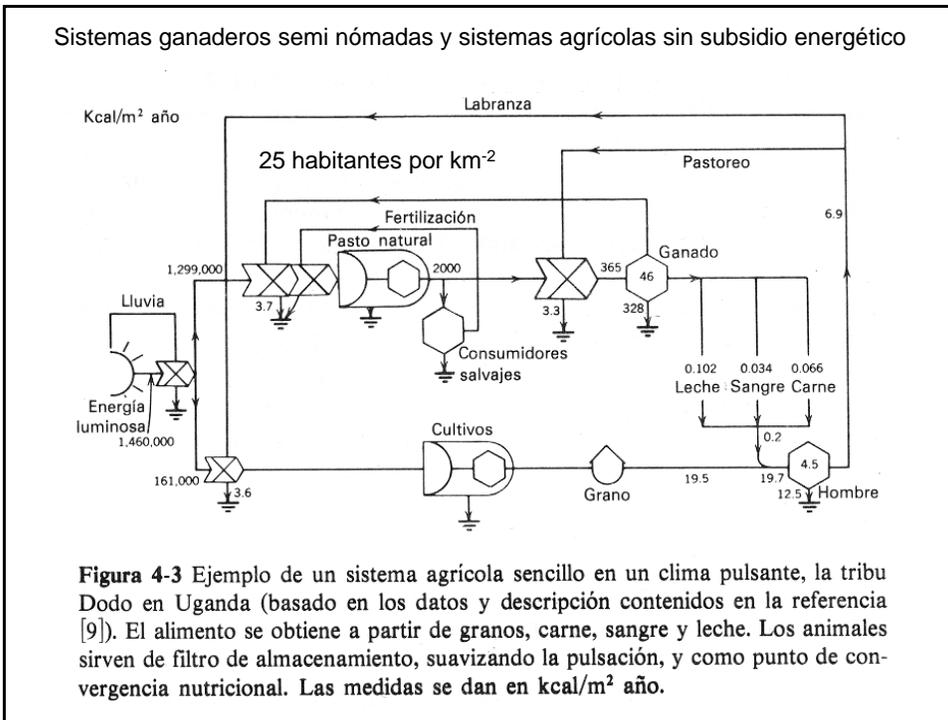 Sistemas ganaderos semi nómadas y sistemas agrícolas sin subsidio energético
Labranza
Kcal/m² año
25 habitantes por km-2
Pastoreo
6.9
Fertilización
Pasto natural
Ganado
1,299,000
2000
365
46
Lluvia
3.7
3.3
328
Consumidores
salvajes
0.102 0.034 0.066
Leche Sangre Carne
Energía
luminosa
1,460,000
Cultivos
0.2
161,000
4.5
3.6
Grano
19.5
19.7
12.5 Hombre
Figura 4-3 Ejemplo de un sistema agrícola sencillo en un clima pulsante, la tribu
Dodo en Uganda (basado en los datos y descripción contenidos en la referencia
[9]). El alimento se obtiene a partir de granos, carne, sangre y leche. Los animales
sirven de filtro de almacenamiento, suavizando la pulsación, y como punto de con-
vergencia nutricional. Las medidas se dan en kcal/m² año.